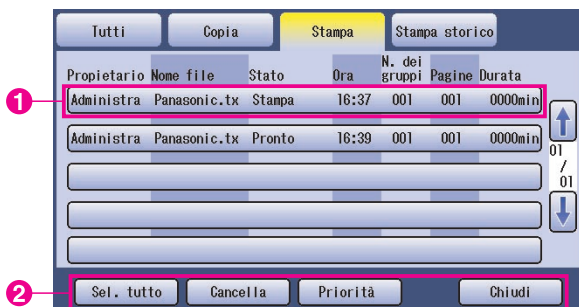 Tutti Copia Stampa Stampa storico
Propietario Nome file Stato Ora N. dei gruppi Pagine Durata
1 Administra Panasonic.tx Stampa 16:37 001 001 0000min
Administra Panasonic.tx Pronto 16:39 001 001 0000min
01
/
01
2 Sel. tutto Cancella Priorità Chiudi